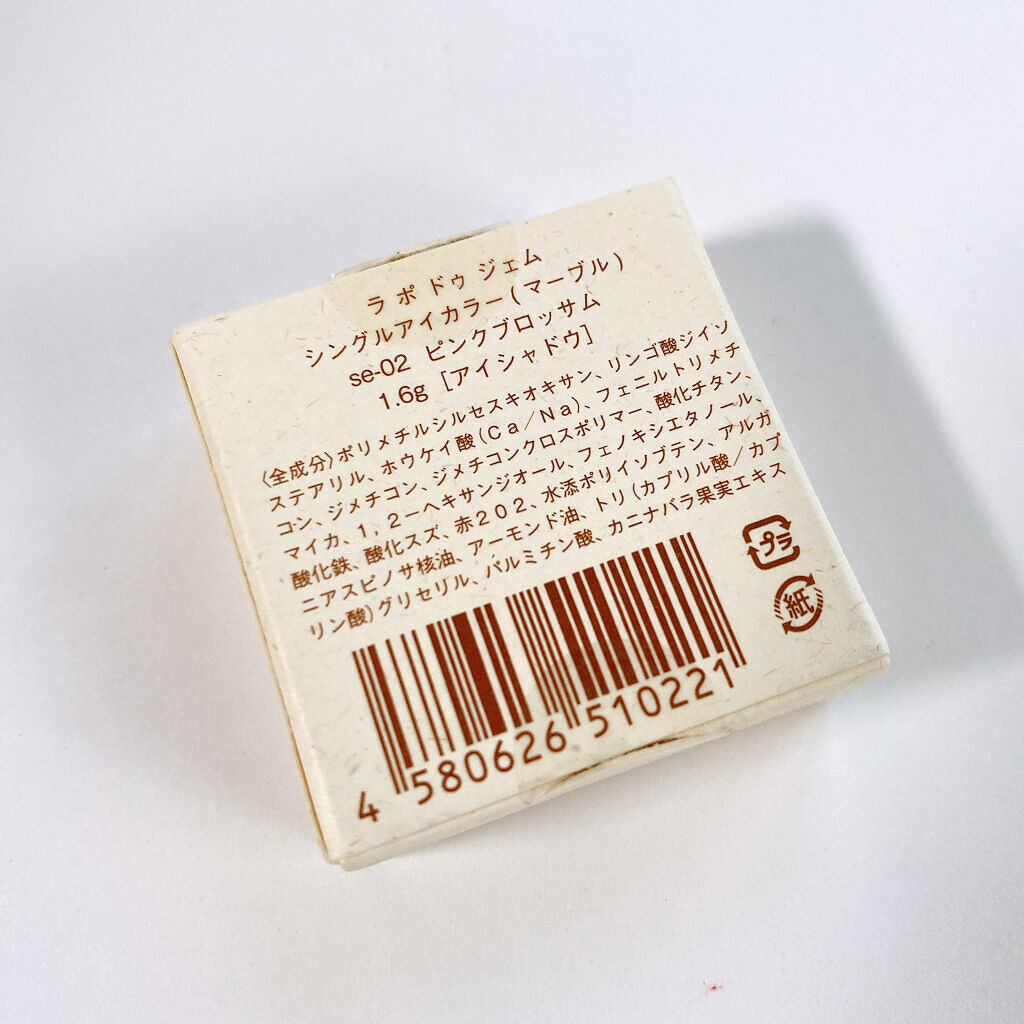 ラ ポ ドゥ ジェム
シングルアイカラー(マーブル)
se-02 ピンクブロッサム
1.6g [アイシャドウ]
〈全成分〉ポリメチルシルセスキオキサン、リンゴ酸ジイソ
ステアリル、ホウケイ酸(Ca/Na)、フェニルトリメチ
コン、ジメチコン、ジメチコンクロスポリマー、酸化チタン、
マイカ、1,2-ヘキサンジオール、フェノキシエタノール、
酸化鉄、酸化スズ、赤202、水添ポリイソブテン、アルガ
ニアスピノサ核油、アーモンド油、トリ(カプリル酸/カプ
リン酸)グリセリル、パルミチン酸、カニナバラ果実エキス
プラ
紙
4 580626 510221